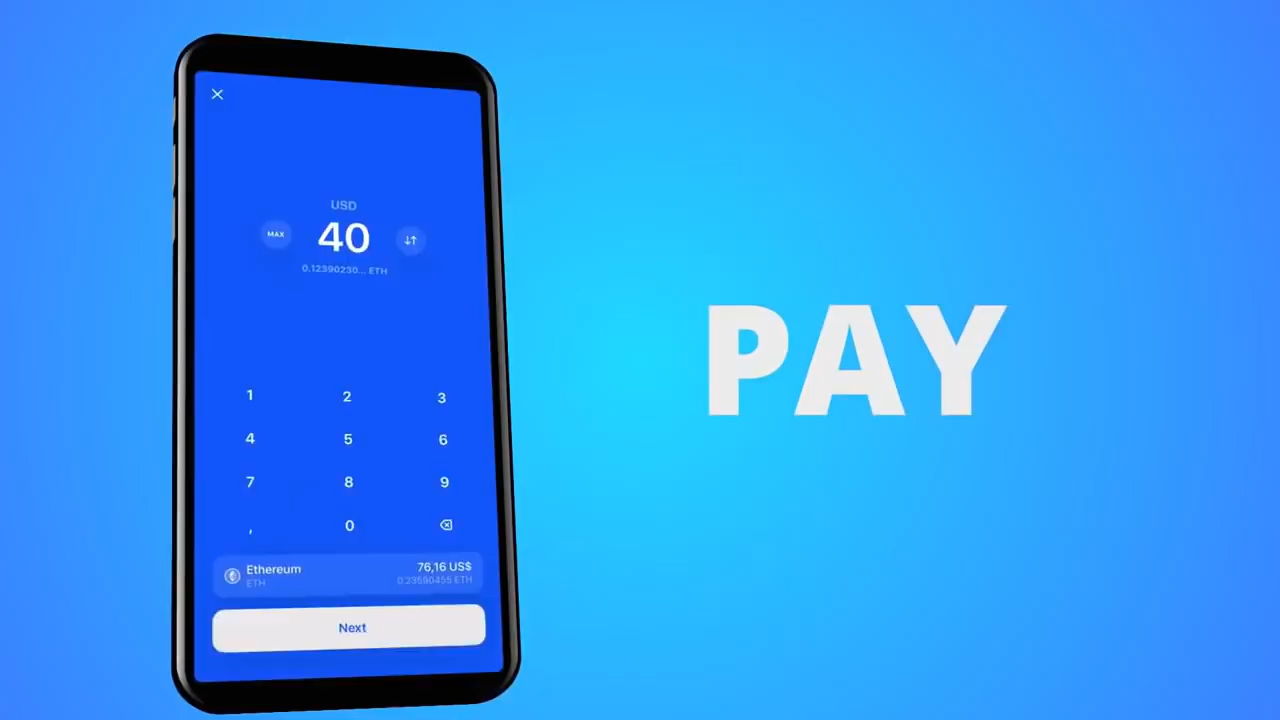 USD
MAX
40
0.12390230... ETH
1 2 3
4 5 6
7 8 9
, 0
Ethereum 76,16 US$
ETH 0.23590455 ETH
Next
PAY